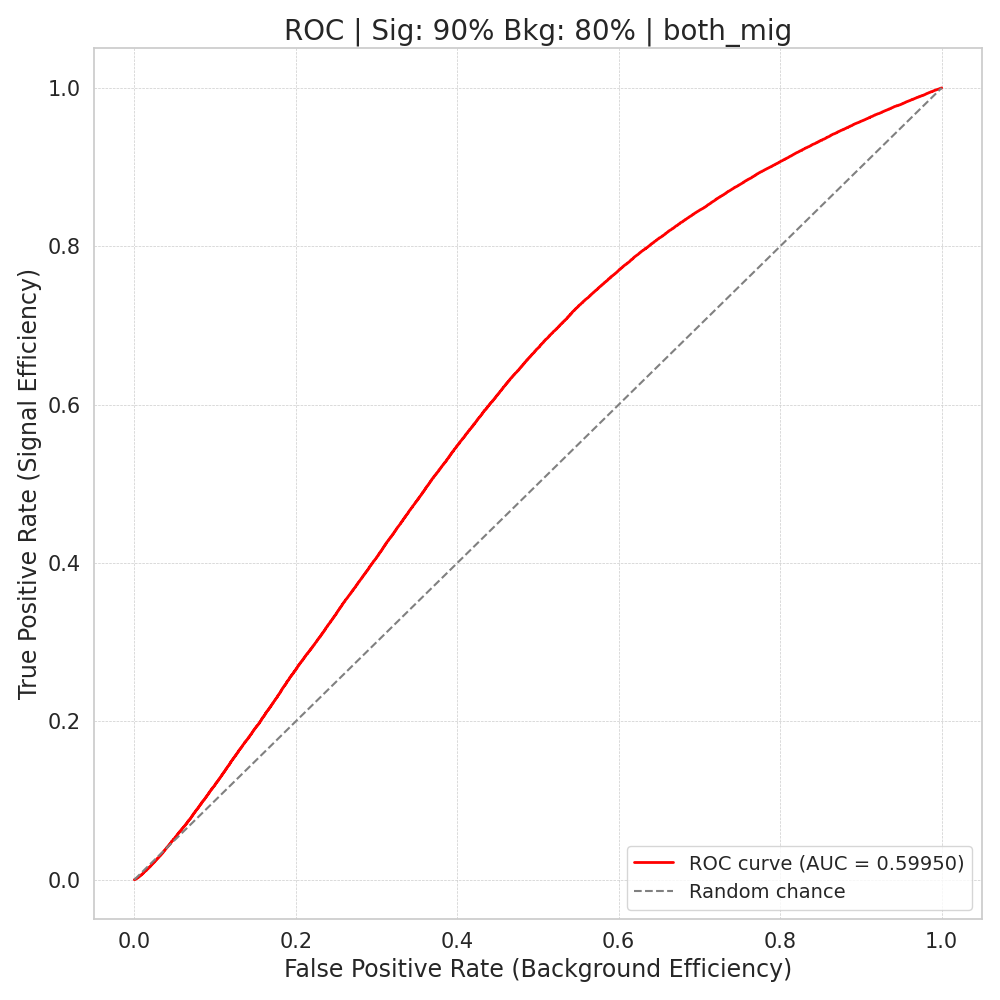 ROC | Sig: 90% Bkg: 80% | both_mig
True Positive Rate (Signal Efficiency)
1.0
0.8
0.6
0.4
0.2
0.0
ROC curve (AUC = 0.59950)
Random chance
0.0 0.2 0.4 0.6 0.8 1.0
False Positive Rate (Background Efficiency)